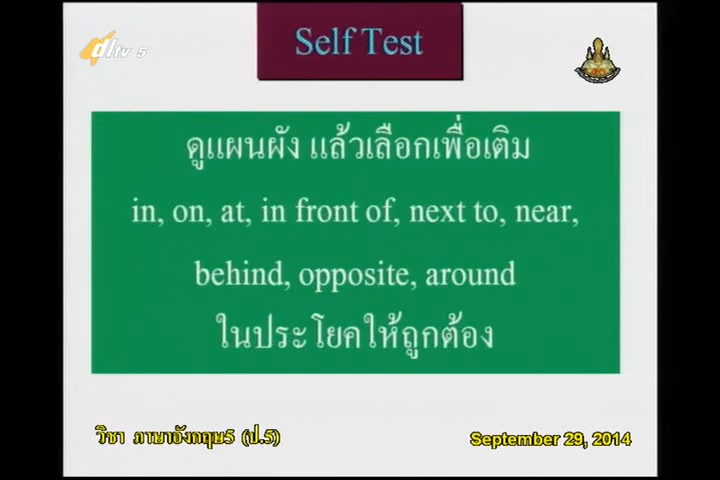 dltv 5
Self Test
ดูแผนผัง แล้วเลือกเพื่อเติม
in, on, at, in front of, next to, near,
behind, opposite, around
ในประโยคให้ถูกต้อง
วิชา ภาษาอังกฤษ5 (ป.5)
September 29, 2014